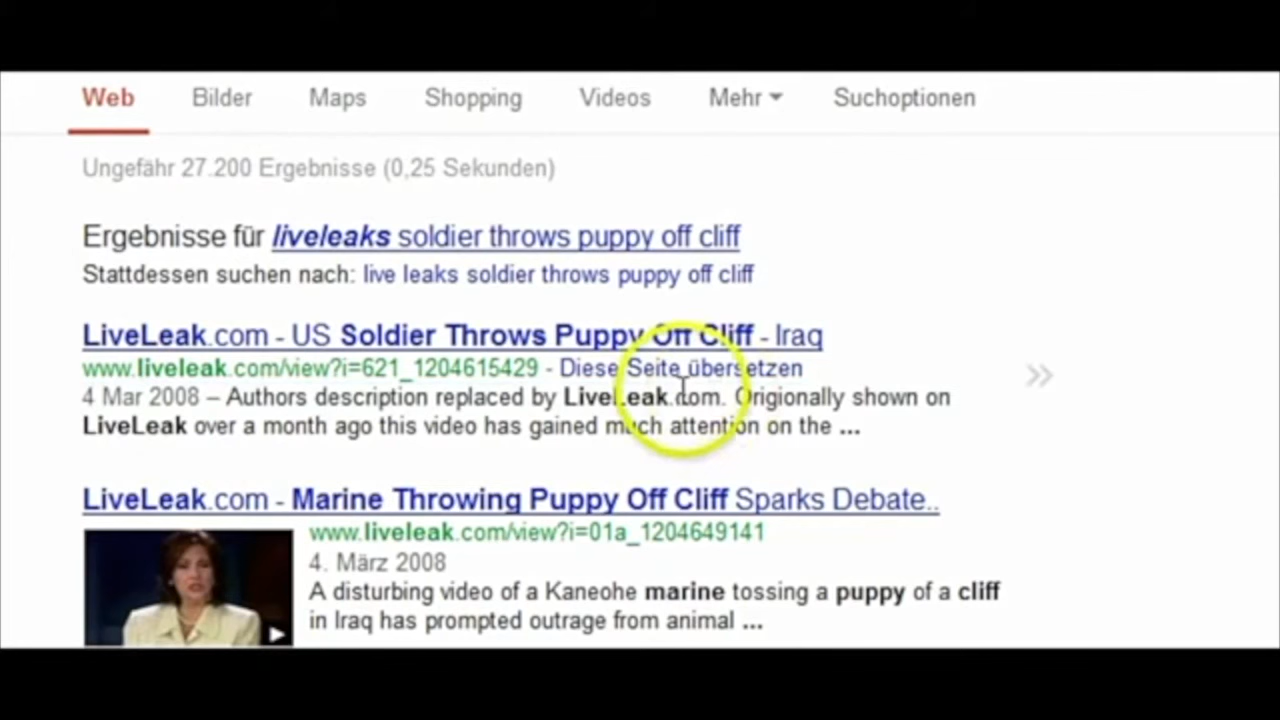 Web Bilder Maps Shopping Videos Mehr Suchoptionen
Ungefähr 27.200 Ergebnisse (0,25 Sekunden)
Ergebnisse für liveleaks soldier throws puppy off cliff
Stattdessen suchen nach: live leaks soldier throws puppy off cliff
LiveLeak.com - US Soldier Throws Puppy Off Cliff - Iraq
www.liveleak.com/view?i=621_1204615429 - Diese Seite übersetzen
4 Mar 2008 – Authors description replaced by LiveLeak.com. Origionally shown on
LiveLeak over a month ago this video has gained much attention on the ...
LiveLeak.com - Marine Throwing Puppy Off Cliff Sparks Debate..
www.liveleak.com/view?i=01a_1204649141
4. März 2008
A disturbing video of a Kaneohe marine tossing a puppy of a cliff
in Iraq has prompted outrage from animal ...